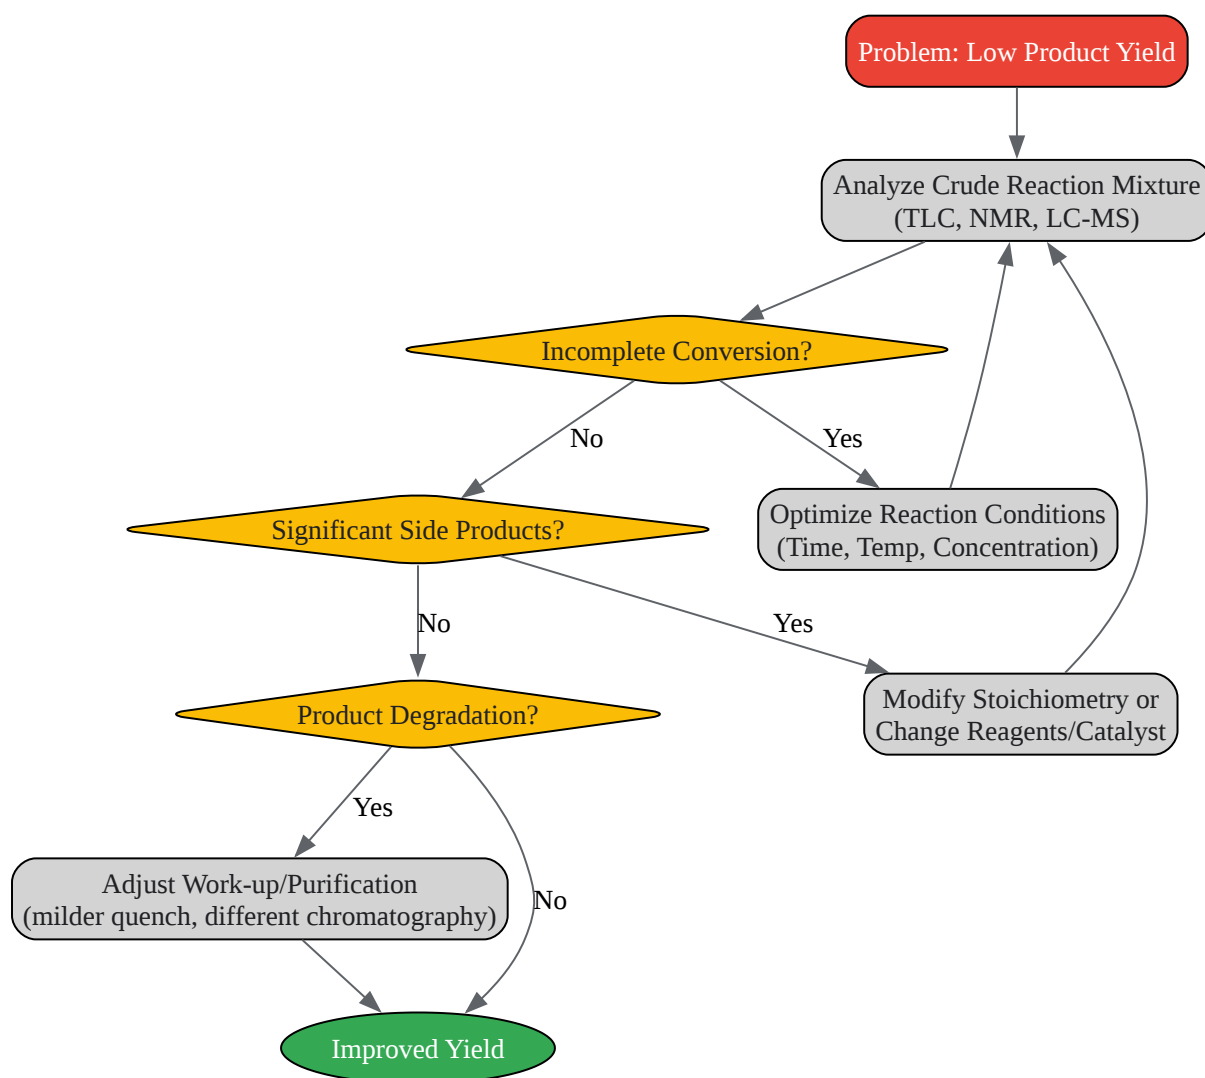 Problem: Low Product Yield
Analyze Crude Reaction Mixture
(TLC, NMR, LC-MS)
Incomplete Conversion?
No
Yes
Optimize Reaction Conditions
(Time, Temp, Concentration)
Significant Side Products?
No
Yes
Modify Stoichiometry or
Change Reagents/Catalyst
Product Degradation?
Yes
No
Adjust Work-up/Purification
(milder quench, different chromatography)
Improved Yield